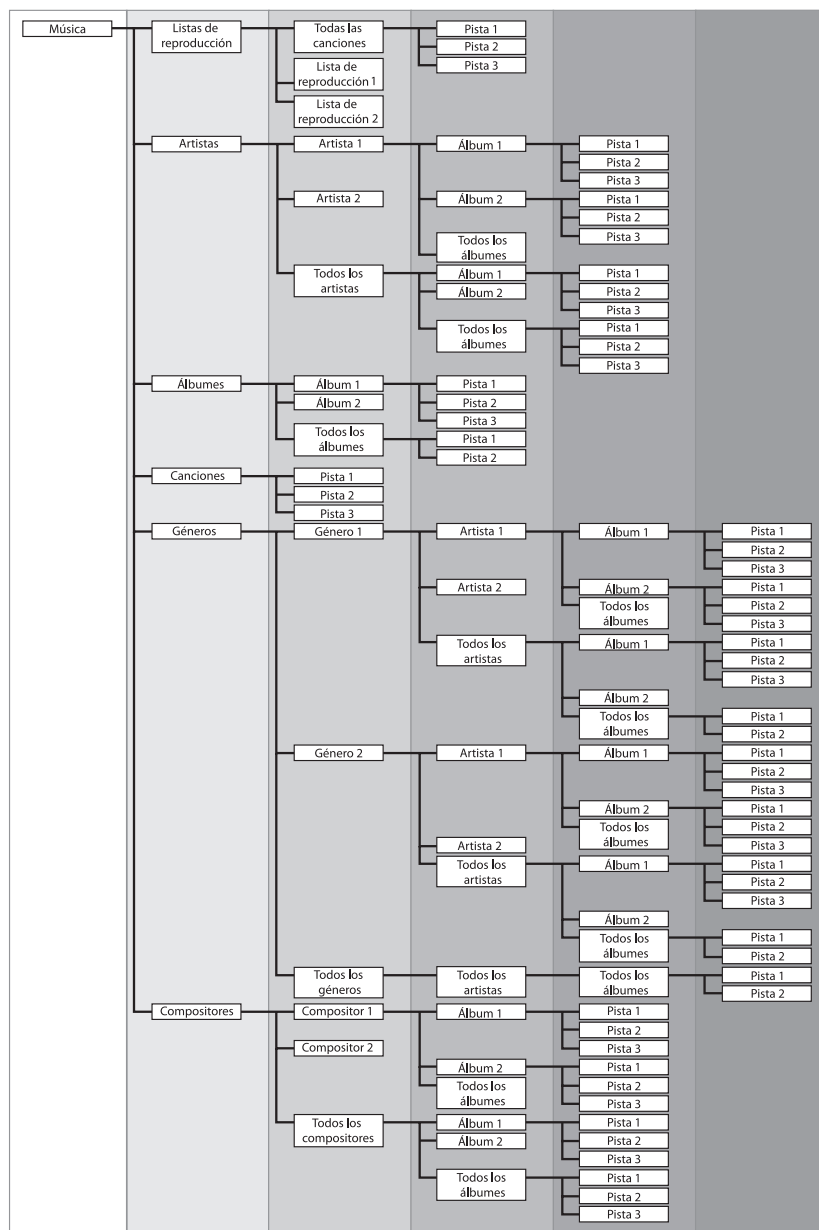 Música
Listas de
reproducción
Todas las
canciones
Pista 1
Pista 2
Pista 3
Lista de
reproducción 1
Lista de
reproducción 2
Artistas
Artista 1
Álbum 1
Pista 1
Pista 2
Pista 3
Artista 2
Álbum 2
Pista 1
Pista 2
Pista 3
Todos los
álbumes
Todos los
artistas
Álbum 1
Pista 1
Álbum 2
Pista 2
Pista 3
Todos los
álbumes
Pista 1
Pista 2
Pista 3
Álbumes
Álbum 1
Pista 1
Álbum 2
Pista 2
Pista 3
Todos los
álbumes
Pista 1
Pista 2
Canciones
Pista 1
Pista 2
Pista 3
Géneros
Género 1
Artista 1
Álbum 1
Pista 1
Pista 2
Pista 3
Artista 2
Álbum 2
Pista 1
Todos los
álbumes
Pista 2
Pista 3
Todos los
artistas
Álbum 1
Pista 1
Pista 2
Pista 3
Álbum 2
Todos los
álbumes
Pista 1
Pista 2
Género 2
Artista 1
Álbum 1
Pista 1
Pista 2
Pista 3
Álbum 2
Pista 1
Todos los
álbumes
Pista 2
Pista 3
Artista 2
Todos los
artistas
Álbum 1
Pista 1
Pista 2
Pista 3
Álbum 2
Todos los
álbumes
Pista 1
Pista 2
Todos los
géneros
Todos los
artistas
Todos los
álbumes
Pista 1
Pista 2
Compositores
Compositor 1
Álbum 1
Pista 1
Pista 2
Pista 3
Compositor 2
Álbum 2
Pista 1
Todos los
álbumes
Pista 2
Pista 3
Todos los
compositores
Álbum 1
Pista 1
Álbum 2
Pista 2
Pista 3
Todos los
álbumes
Pista 1
Pista 2
Pista 3